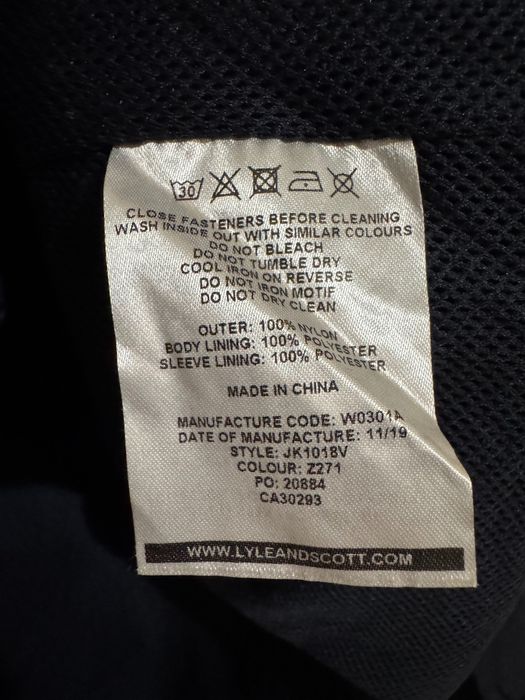 30
CLOSE FASTENERS BEFORE CLEANING
WASH INSIDE OUT WITH SIMILAR COLOURS
DO NOT BLEACH
DO NOT TUMBLE DRY
COOL IRON ON REVERSE
DO NOT IRON MOTIF
DO NOT DRY CLEAN
OUTER: 100% NYLON
BODY LINING: 100% POLYESTER
SLEEVE LINING: 100% POLYESTER
MADE IN CHINA
MANUFACTURE CODE: W0301A
DATE OF MANUFACTURE: 11/19
STYLE: JK1018V
COLOUR: Z271
PO: 20884
CA30293
WWW.LYLEANDSCOTT.COM